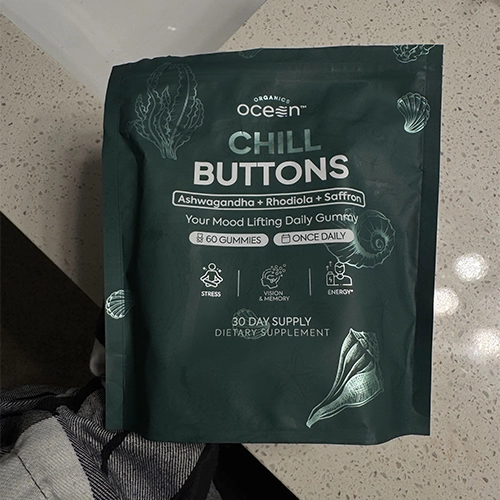 ORGANICS
oceon™
CHILL
BUTTONS
Ashwagandha + Rhodiola + Saffron
Your Mood Lifting Daily Gummy
60 GUMMIES ONCE DAILY
STRESS VISION & MEMORY ENERGY*
30 DAY SUPPLY
DIETARY SUPPLEMENT